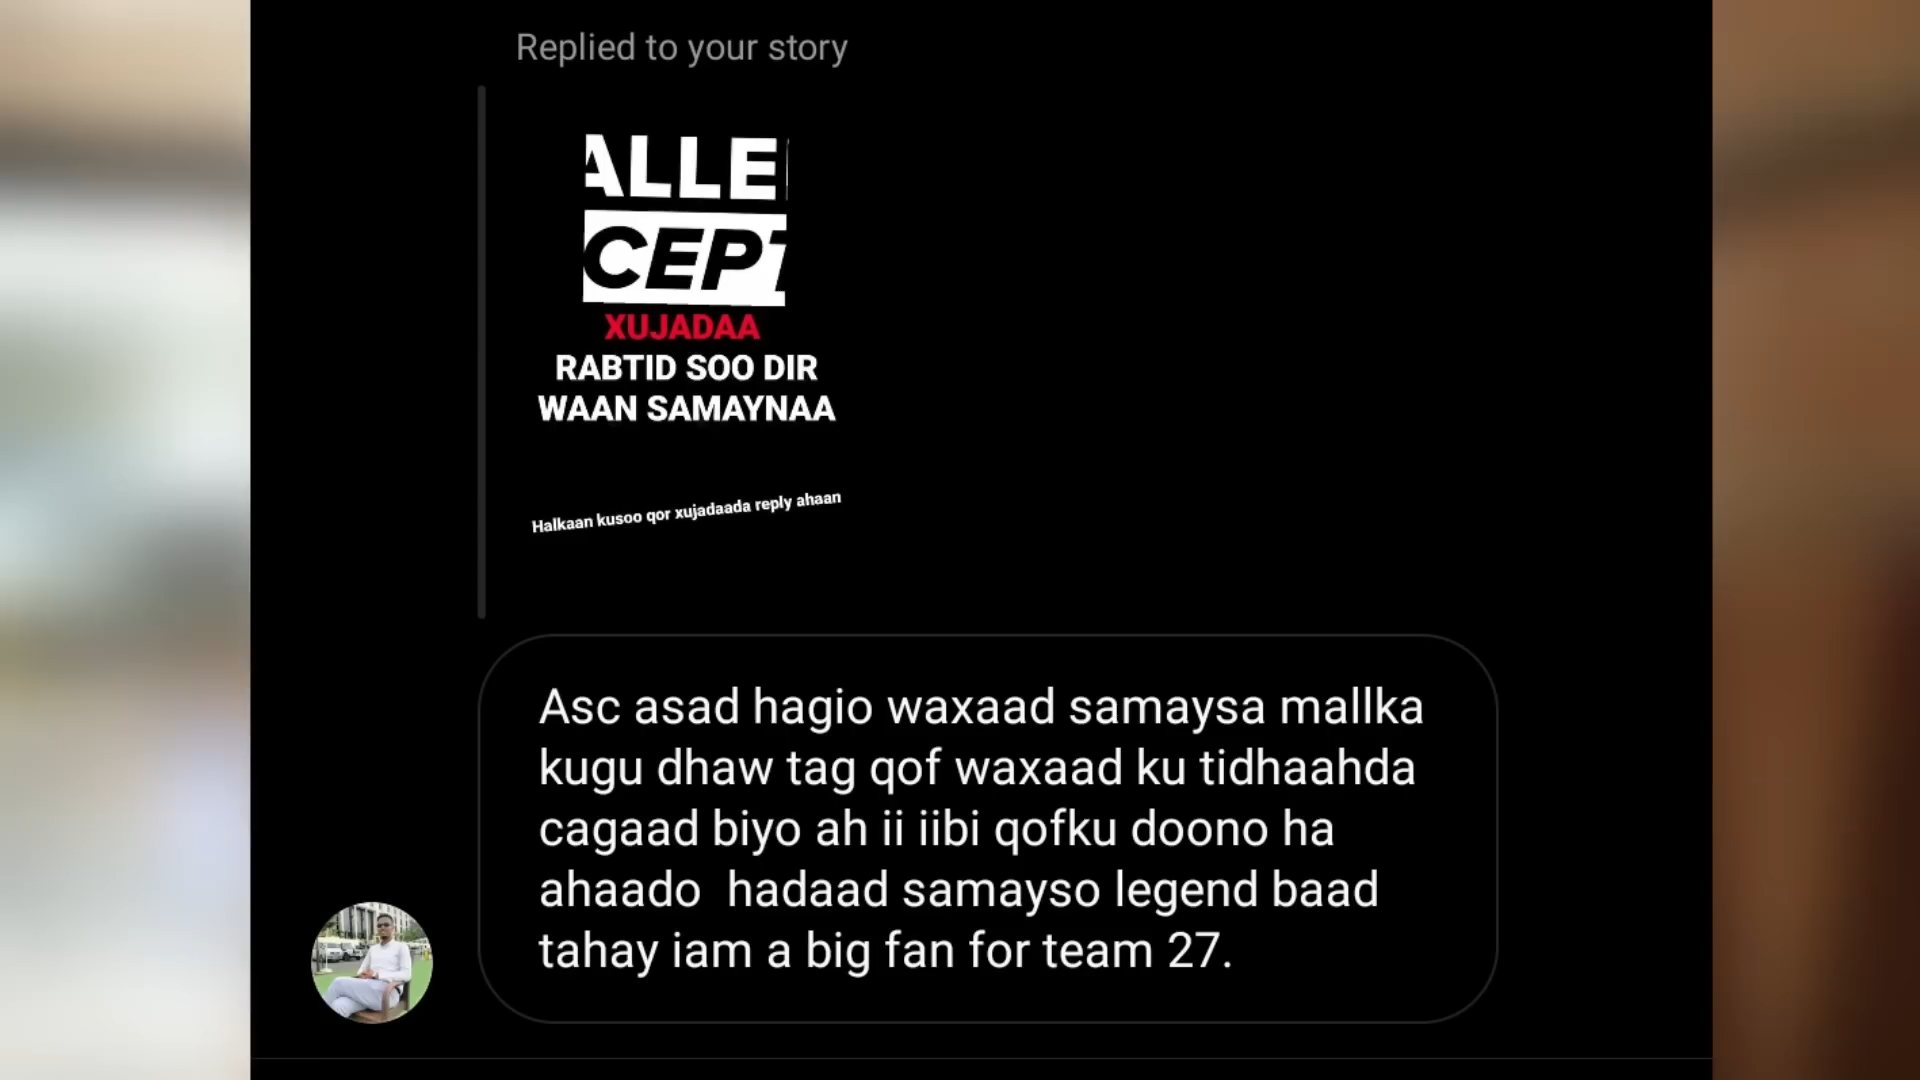 Replied to your story
ALLE
CEPT
XUJADAA
RABTID SOO DIR
WAAN SAMAYNAA
Halkaan kusoo qor xujadaada reply ahaan
Asc asad hagio waxaad samaysa mallka
kugu dhaw tag qof waxaad ku tidhaahda
cagaad biyo ah ii iibi qofku doono ha
ahaado  hadaad samayso legend baad
tahay iam a big fan for team 27.